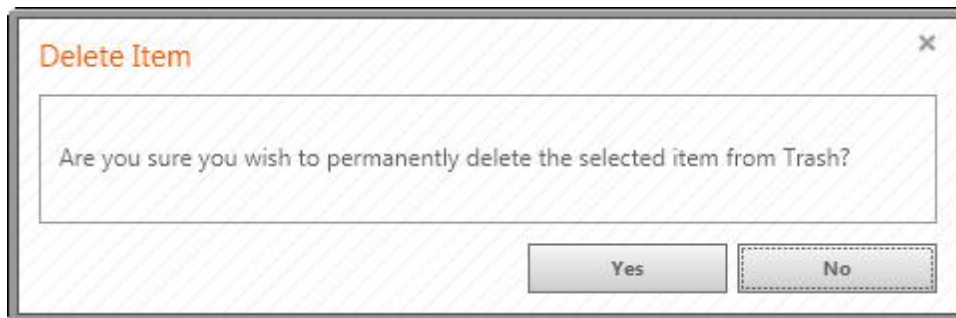 Delete Item
Are you sure you wish to permanently delete the selected item from Trash?
Yes
No